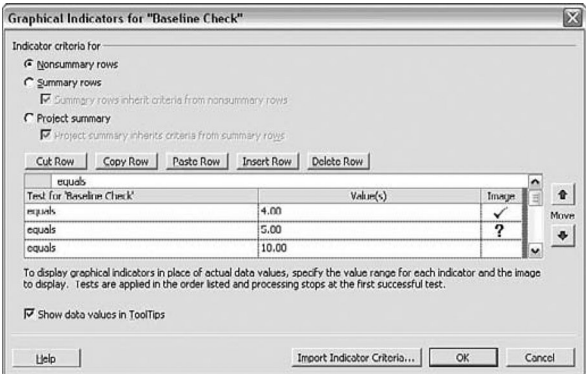 Graphical Indicators for "Baseline Check"
Indicator criteria for
Nonsummary rows
Summary rows
Summary rows inherit criteria from nonsummary rows
Project summary
Project summary inherits criteria from summary rows
Cut Row Copy Row Paste Row Insert Row Delete Row
equals
Test for 'Baseline Check' Value(s) Image
equals 4.00
equals 5.00 ?
equals 10.00
Move
To display graphical indicators in place of actual data values, specify the value range for each indicator and the image
to display. Tests are applied in the order listed and processing stops at the first successful test.
Show data values in ToolTips
Help Import Indicator Criteria... OK Cancel